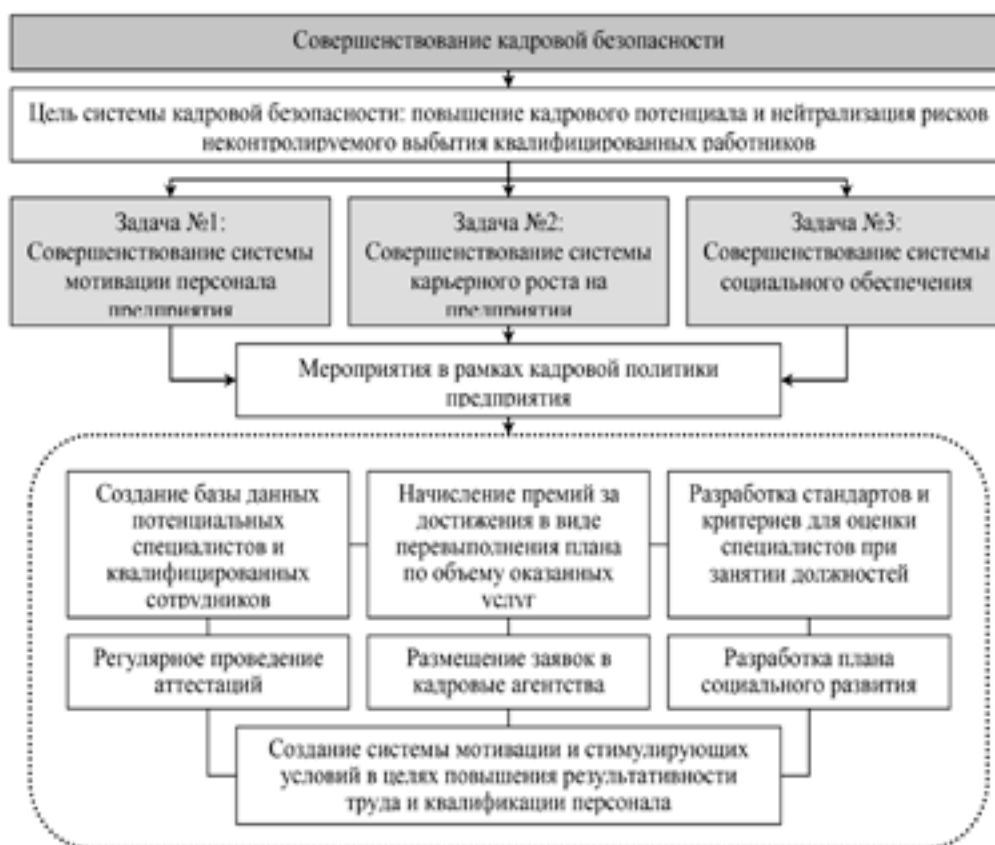 Совершенствование кадровой безопасности
Цель системы кадровой безопасности: повышение кадрового потенциала и нейтрализация рисков
неконтролируемого выбытия квалифицированных работников
Задача №1:
Совершенствование системы
мотивации персонала
предприятия
Задача №2:
Совершенствование системы
карьерного роста на
предприятии
Задача №3:
Совершенствование системы
социального обеспечения
Мероприятия в рамках кадровой политики
предприятия
Создание базы данных
потенциальных
специалистов и
квалифицированных
сотрудников
Начисление премий за
достижения в виде
перевыполнения плана
по объему оказанных
услуг
Разработка стандартов и
критериев для оценки
специалистов при
занятии должностей
Регулярное проведение
аттестаций
Размещение заявок в
кадровые агентства
Разработка плана
социального развития
Создание системы мотивации и стимулирующих
условий в целях повышения результативности
труда и квалификации персонала